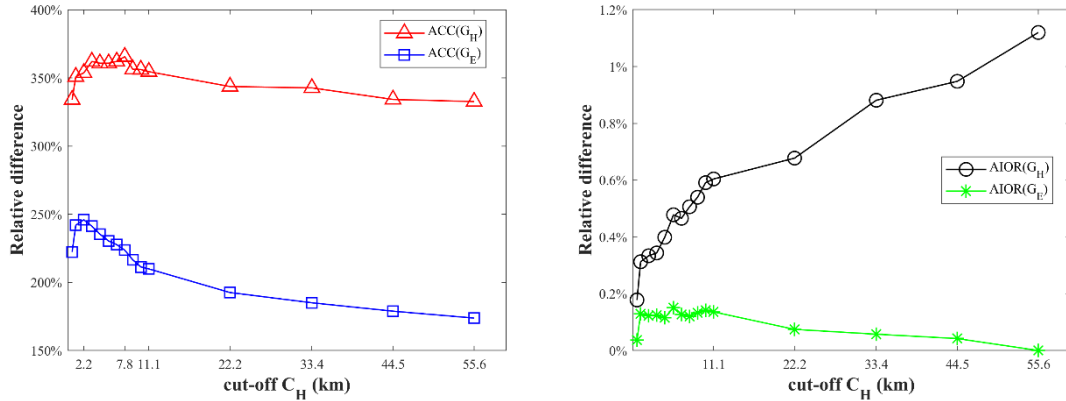 400%
350%
300%
250%
200%
150%
Relative difference
2.2 7.8 11.1 22.2 33.4 44.5 55.6
cut-off C_H (km)
ACC(G_H)
ACC(G_E)
1.2%
1%
0.8%
0.6%
0.4%
0.2%
0%
Relative difference
11.1 22.2 33.4 44.5 55.6
cut-off C_H (km)
AIOR(G_H)
AIOR(G_E)